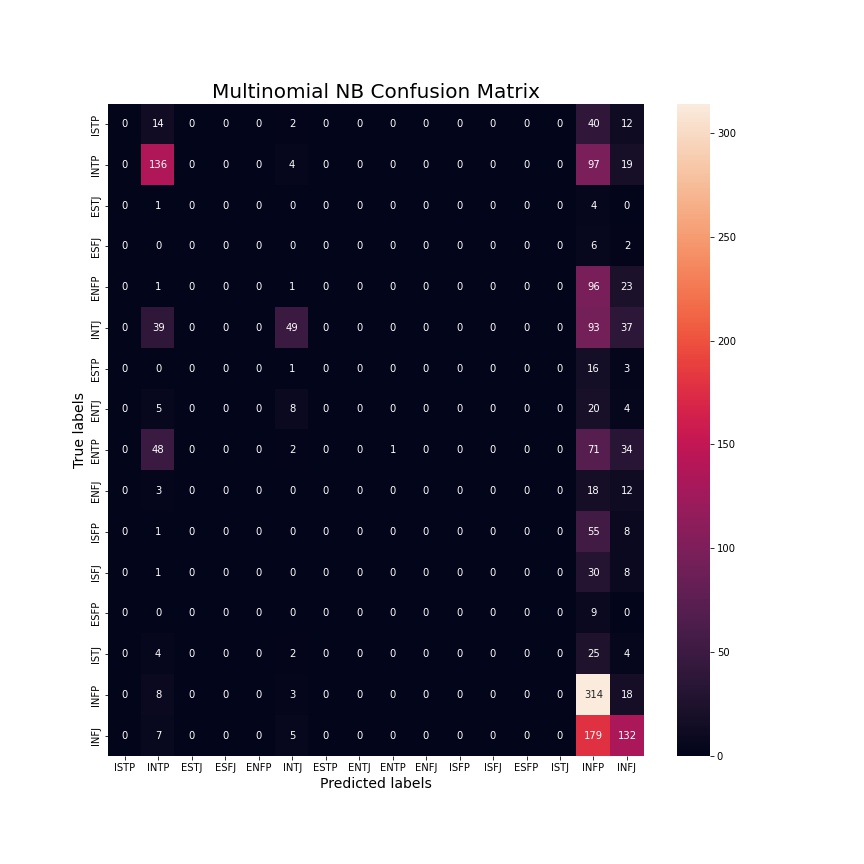 Multinomial NB Confusion Matrix
True labels
ISTP 0 14 0 0 0 2 0 0 0 0 0 0 0 0 40 12
INTP 0 136 0 0 0 4 0 0 0 0 0 0 0 0 97 19
ESTJ 0 1 0 0 0 0 0 0 0 0 0 0 0 0 4 0
ESFJ 0 0 0 0 0 0 0 0 0 0 0 0 0 0 6 2
ENFP 0 1 0 0 0 1 0 0 0 0 0 0 0 0 96 23
INTJ 0 39 0 0 0 49 0 0 0 0 0 0 0 0 93 37
ESTP 0 0 0 0 0 1 0 0 0 0 0 0 0 0 16 3
ENTJ 0 5 0 0 0 8 0 0 0 0 0 0 0 0 20 4
ENTP 0 48 0 0 0 2 0 0 1 0 0 0 0 0 71 34
ENFJ 0 3 0 0 0 0 0 0 0 0 0 0 0 0 18 12
ISFP 0 1 0 0 0 0 0 0 0 0 0 0 0 0 55 8
ISFJ 0 1 0 0 0 0 0 0 0 0 0 0 0 0 30 8
ESFP 0 0 0 0 0 0 0 0 0 0 0 0 0 0 9 0
ISTJ 0 4 0 0 0 2 0 0 0 0 0 0 0 0 25 4
INFP 0 8 0 0 0 3 0 0 0 0 0 0 0 0 314 18
INFJ 0 7 0 0 0 5 0 0 0 0 0 0 0 0 179 132
ISTP INTP ESTJ ESFJ ENFP INTJ ESTP ENTJ ENTP ENFJ ISFP ISFJ ESFP ISTJ INFP INFJ
Predicted labels
300
250
200
150
100
50
0